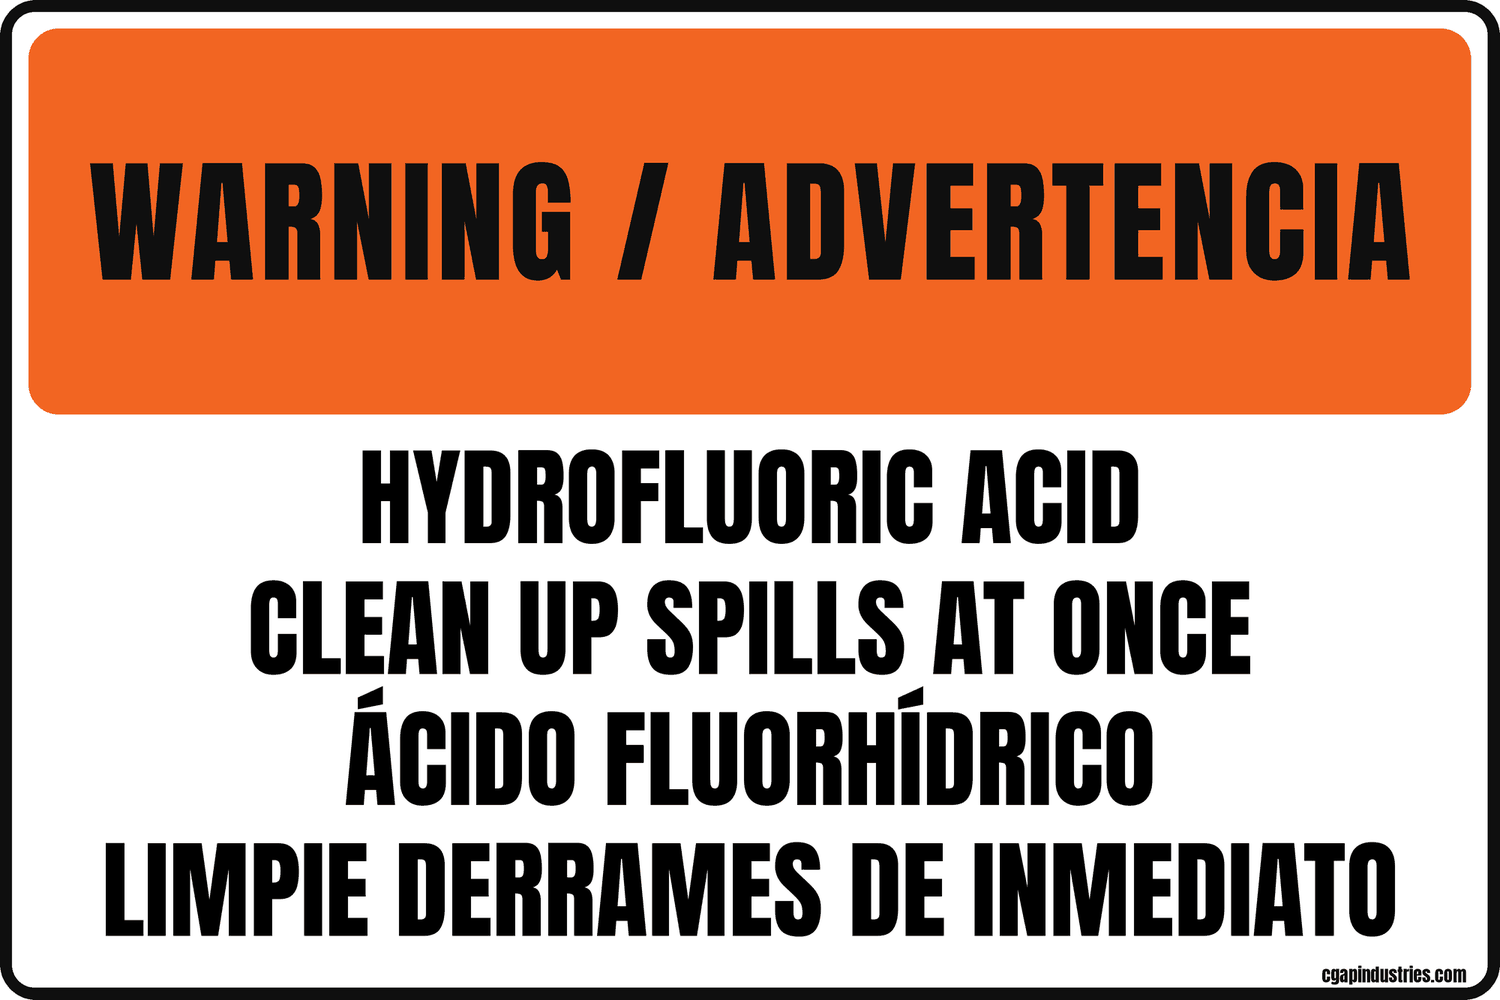 WARNING / ADVERTENCIA
HYDROFLUORIC ACID
CLEAN UP SPILLS AT ONCE
ÁCIDO FLUORHÍDRICO
LIMPIE DERRAMES DE INMEDIATO
cgapindustries.com